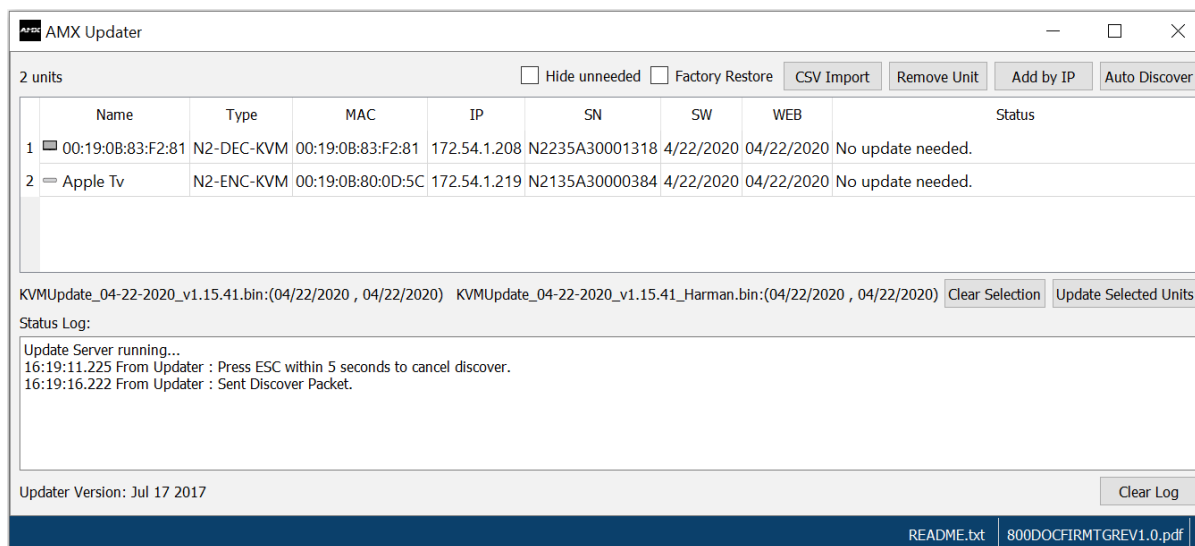 AMX AMX Updater
2 units Hide unneeded Factory Restore CSV Import Remove Unit Add by IP Auto Discover
Name Type MAC IP SN SW WEB Status
1 00:19:0B:83:F2:81 N2-DEC-KVM 00:19:0B:83:F2:81 172.54.1.208 N2235A30001318 4/22/2020 04/22/2020 No update needed.
2 Apple Tv N2-ENC-KVM 00:19:0B:80:0D:5C 172.54.1.219 N2135A30000384 4/22/2020 04/22/2020 No update needed.
KVMUpdate_04-22-2020_v1.15.41.bin:(04/22/2020 , 04/22/2020) KVMUpdate_04-22-2020_v1.15.41_Harman.bin:(04/22/2020 , 04/22/2020) Clear Selection Update Selected Units
Status Log:
Update Server running...
16:19:11.225 From Updater : Press ESC within 5 seconds to cancel discover.
16:19:16.222 From Updater : Sent Discover Packet.
Updater Version: Jul 17 2017 Clear Log
README.txt 800DOCFIRMTGREV1.0.pdf